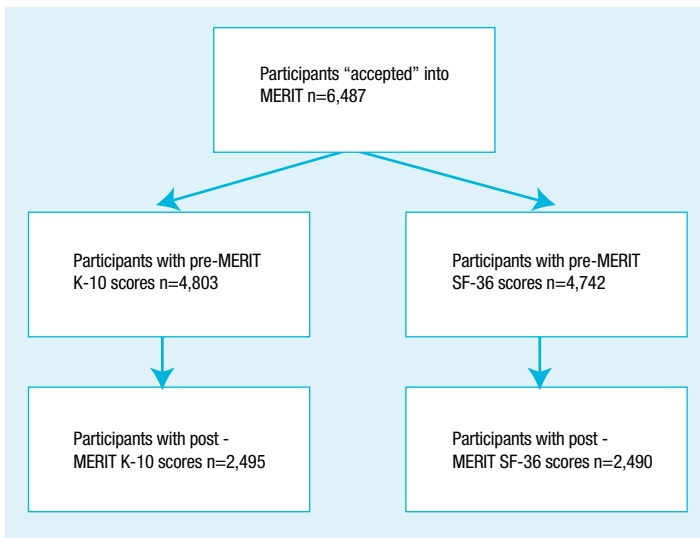 Participants “accepted” into
MERIT n=6,487
Participants with pre-MERIT
K-10 scores n=4,803
Participants with pre-MERIT
SF-36 scores n=4,742
Participants with post -
MERIT K-10 scores n=2,495
Participants with post -
MERIT SF-36 scores n=2,490